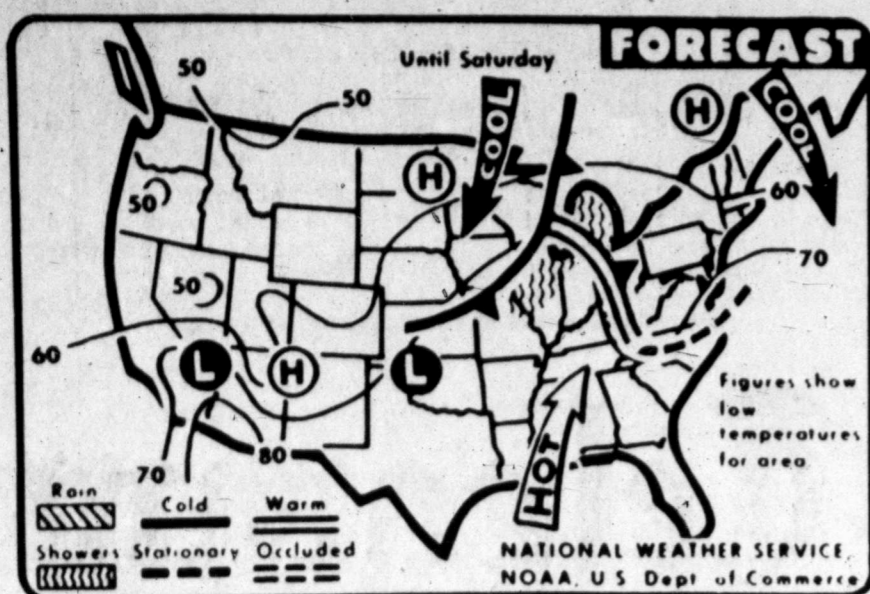 FORECAST
Until Saturday
50
50
COOL
H
COOL
H
60
50
70
50
60
L
H
L
Figures show
low
temperatures
for area
HOT
80
70
Rain
Cold
Warm
Showers
Stationary
Occluded
NATIONAL WEATHER SERVICE,
NOAA, U S Dept of Commerce